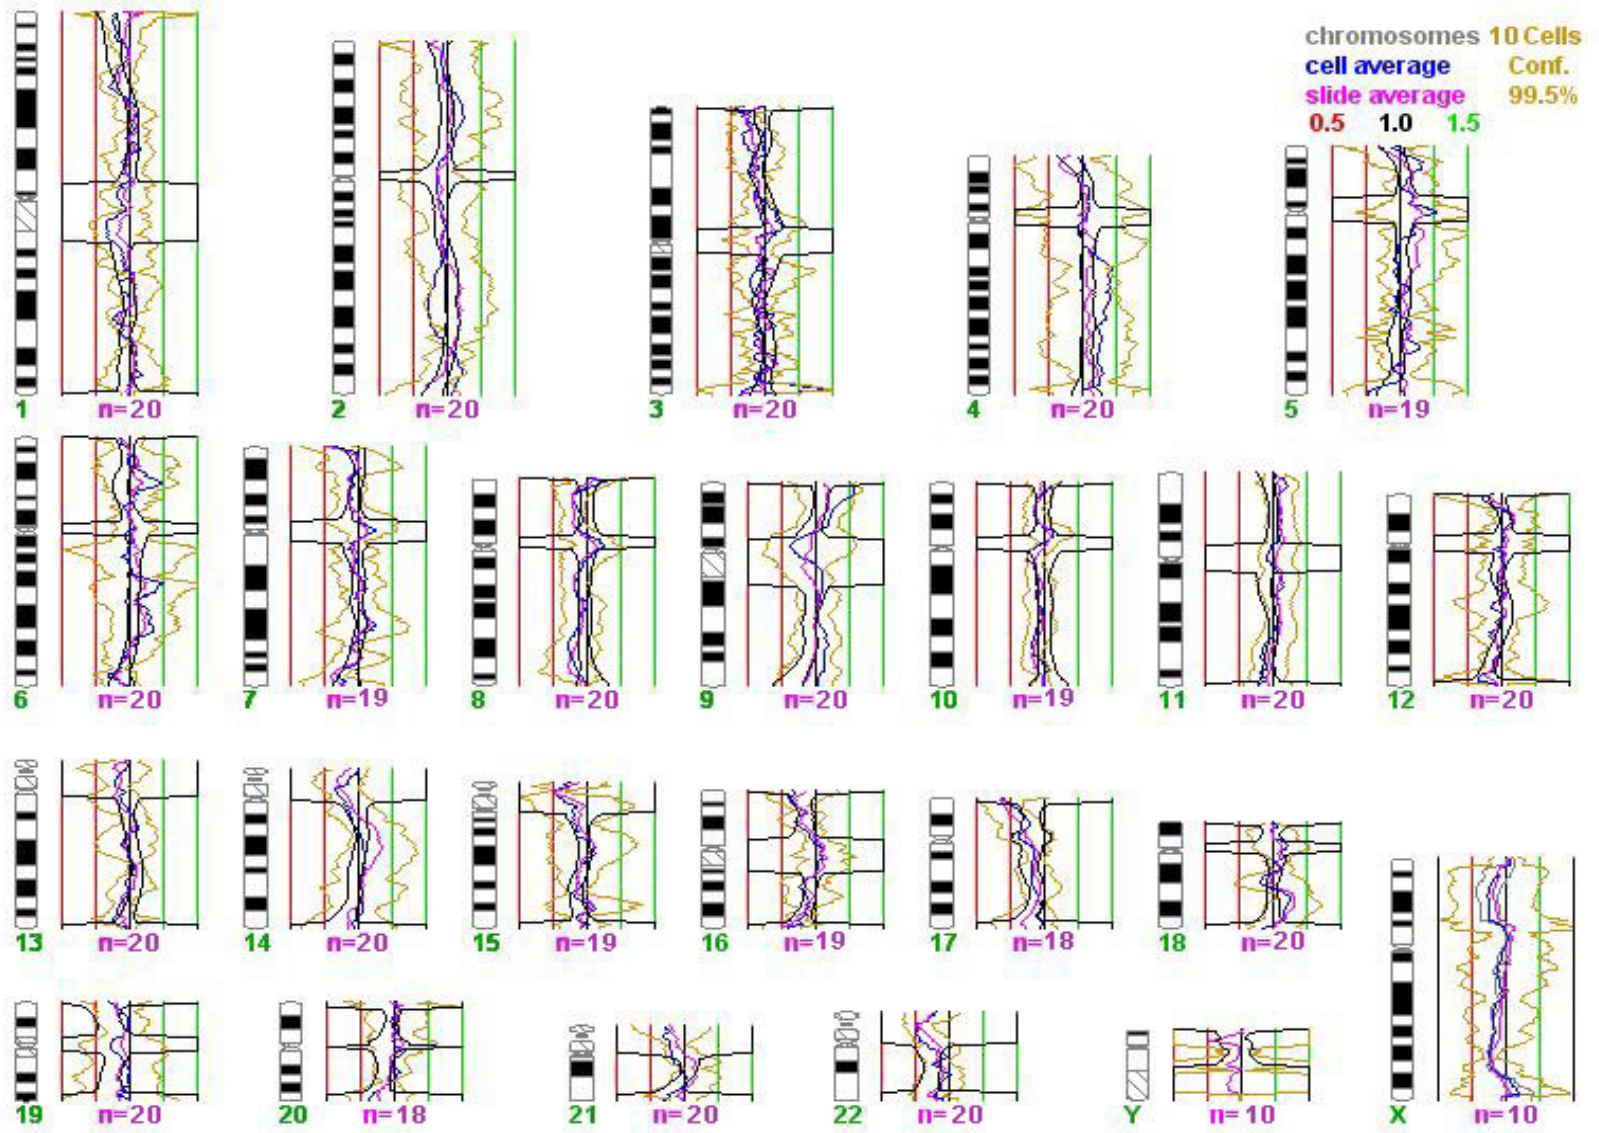 chromosomes 10 Cells
cell average Conf.
slide average 99.5%
0.5 1.0 1.5
1 n=20
2 n=20
3 n=20
4 n=20
5 n=19
6 n=20
7 n=19
8 n=20
9 n=20
10 n=19
11 n=20
12 n=20
13 n=20
14 n=20
15 n=19
16 n=19
17 n=18
18 n=20
19 n=20
20 n=18
21 n=20
22 n=20
Y n=10
X n=10